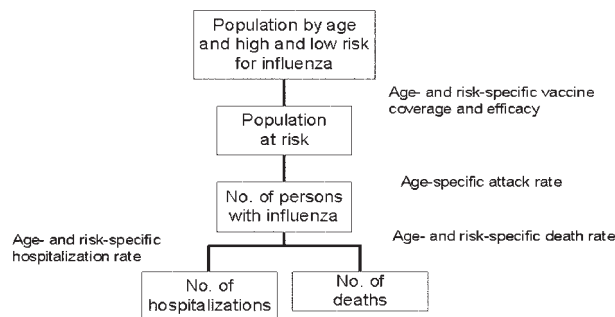 Population by age
and high and low risk
for influenza
Age- and risk-specific vaccine
coverage and efficacy
Population
at risk
Age-specific attack rate
No. of persons
with influenza
Age- and risk-specific
hospitalization rate
Age- and risk-specific death rate
No. of
hospitalizations
No. of
deaths